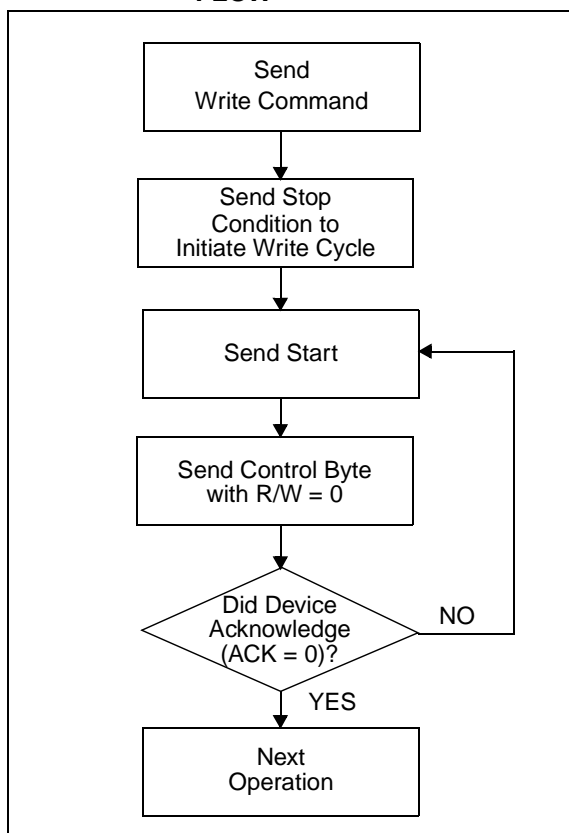 Send
Write Command
Send Stop
Condition to
Initiate Write Cycle
Send Start
Send Control Byte
with R/W = 0
Did Device
Acknowledge
(ACK = 0)?
NO
YES
Next
Operation